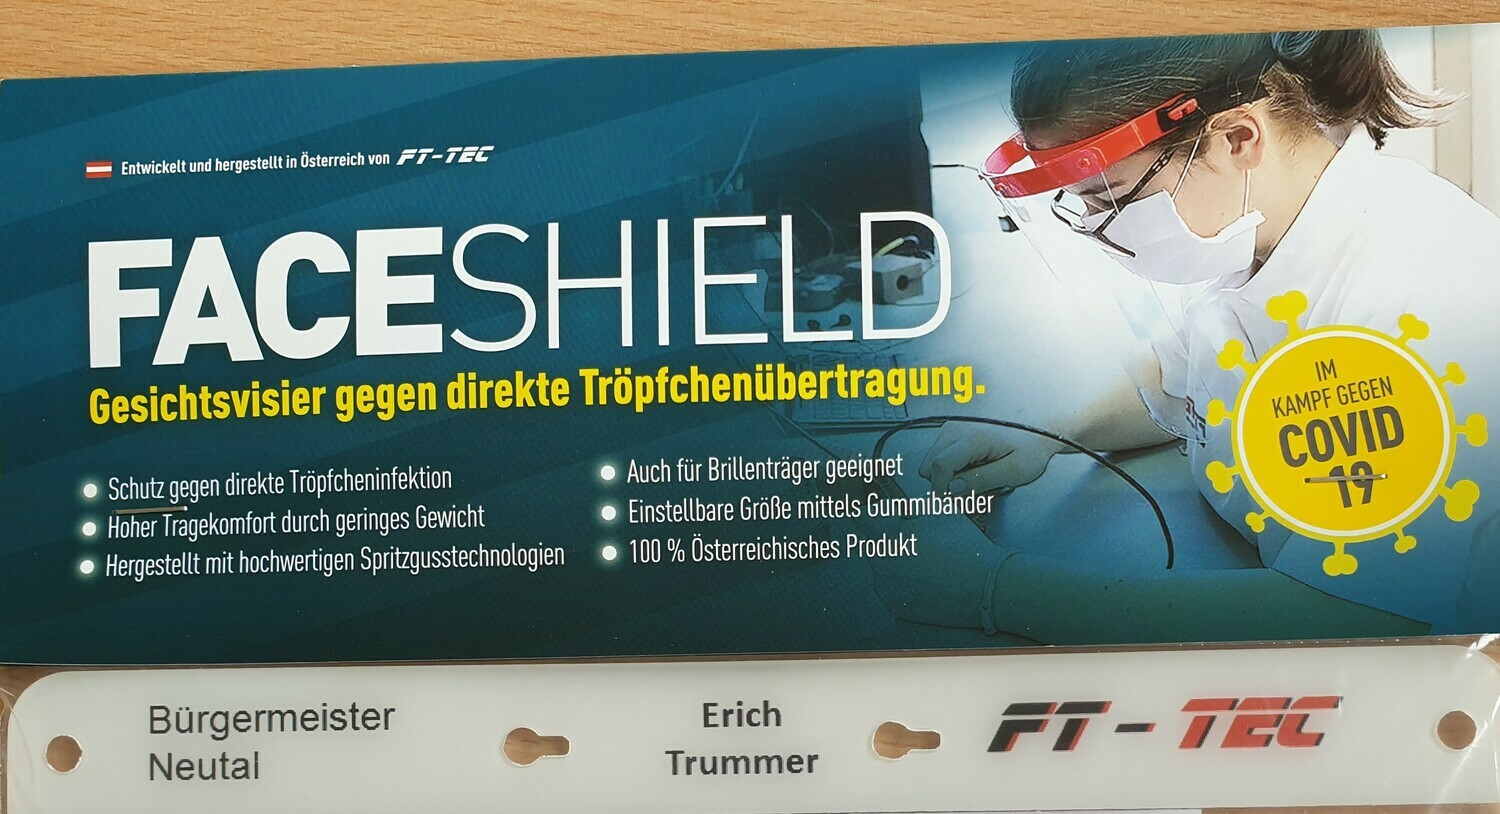 Entwickelt und hergestellt in Österreich von FT-TEC
FACESHIELD
Gesichtsvisier gegen direkte Tröpfchenübertragung.
Schutz gegen direkte Tröpfcheninfektion
Hoher Tragekomfort durch geringes Gewicht
Hergestellt mit hochwertigen Spritzgusstechnologien
Auch für Brillenträger geeignet
Einstellbare Größe mittels Gummibänder
100 % Österreichisches Produkt
IM
KAMPF GEGEN
COVID
19
Bürgermeister
Neutal
Erich
Trummer
FT-TEC